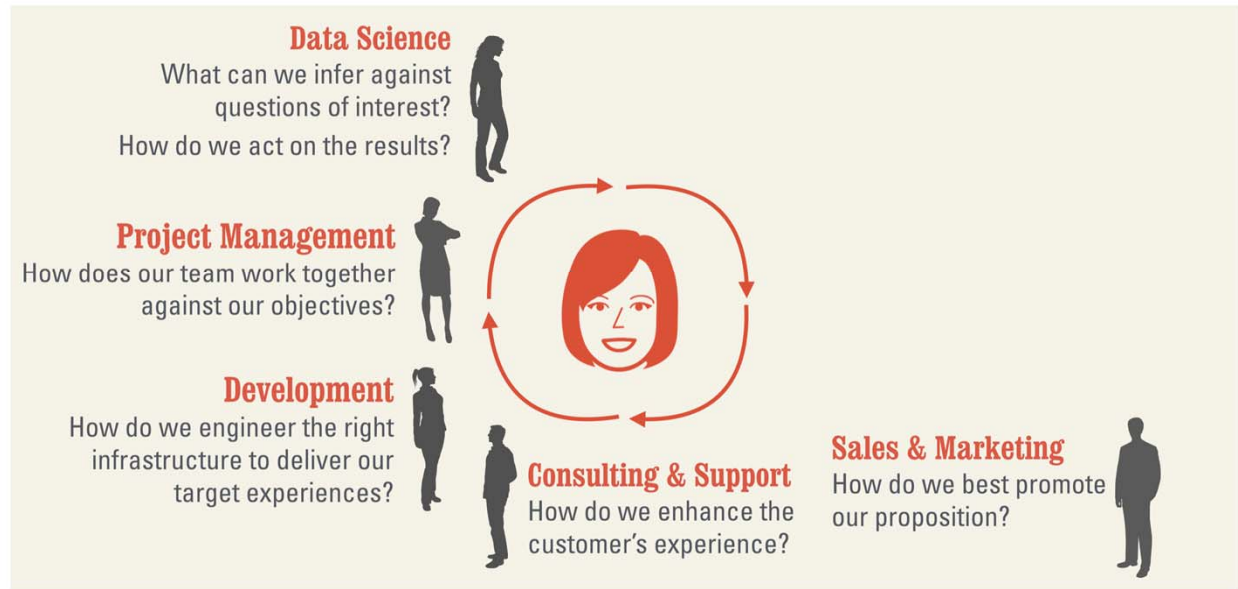 Data Science
What can we infer against
questions of interest?
How do we act on the results?
Project Management
How does our team work together
against our objectives?
Development
How do we engineer the right
infrastructure to deliver our
target experiences?
Consulting & Support
How do we enhance the
customer's experience?
Sales & Marketing
How do we best promote
our proposition?